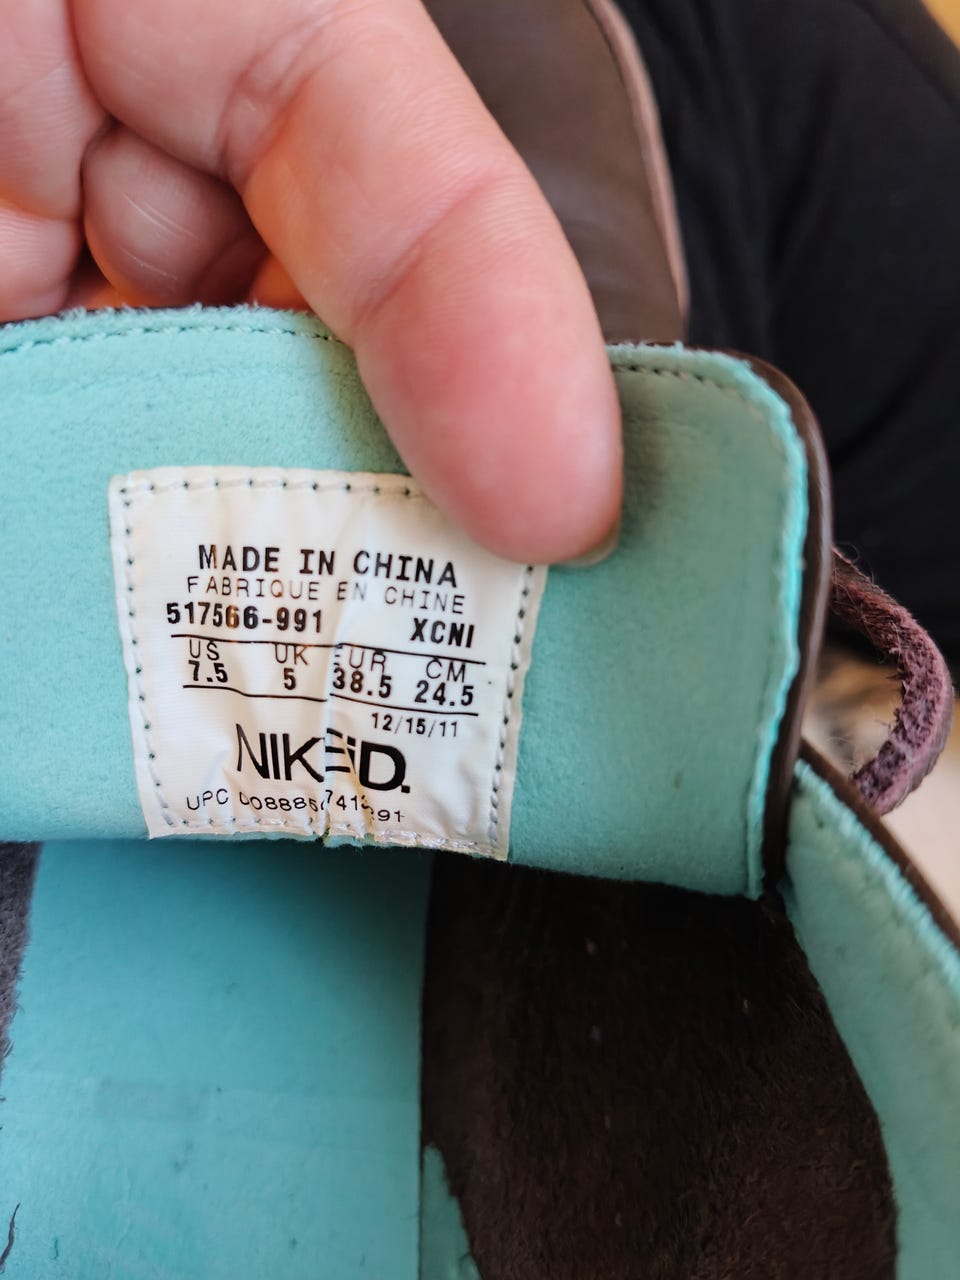 MADE IN CHINA
FABRIQUE EN CHINE
517566-991 XCNI
US UK EUR CM
7.5 5 38.5 24.5
12/15/11
NIKEiD.
UPC